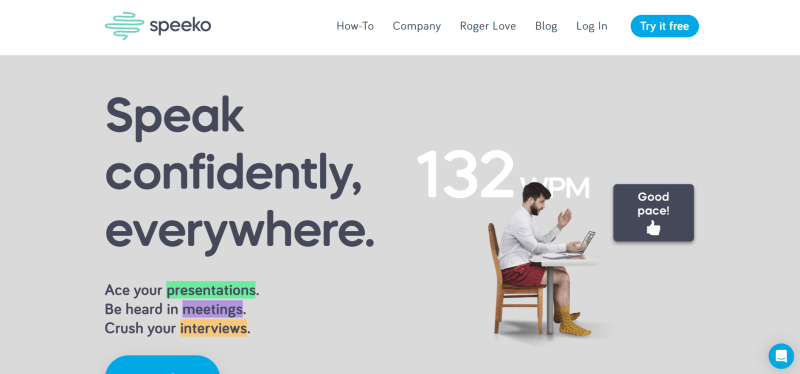 speeko
How-To Company Roger Love Blog Log In Try it free
Speak
confidently,
everywhere.
132 WPM
Good
pace!
Ace your presentations.
Be heard in meetings.
Crush your interviews.